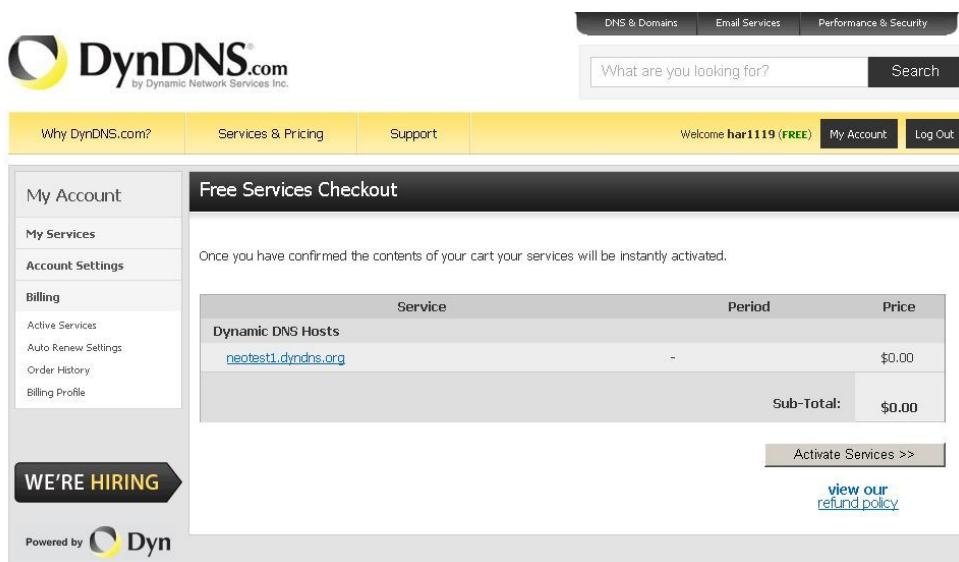 DNS & Domains Email Services Performance & Security
DynDNS.com
by Dynamic Network Services Inc.
What are you looking for? Search
Why DynDNS.com? Services & Pricing Support Welcome har1119 (FREE) My Account Log Out
My Account
My Services
Account Settings
Billing
Active Services
Auto Renew Settings
Order History
Billing Profile
WE'RE HIRING
Powered by Dyn
Free Services Checkout
Once you have confirmed the contents of your cart your services will be instantly activated.
Service Period Price
Dynamic DNS Hosts
neotest1.dyndns.org - $0.00
Sub-Total: $0.00
Activate Services >>
view our
refund policy